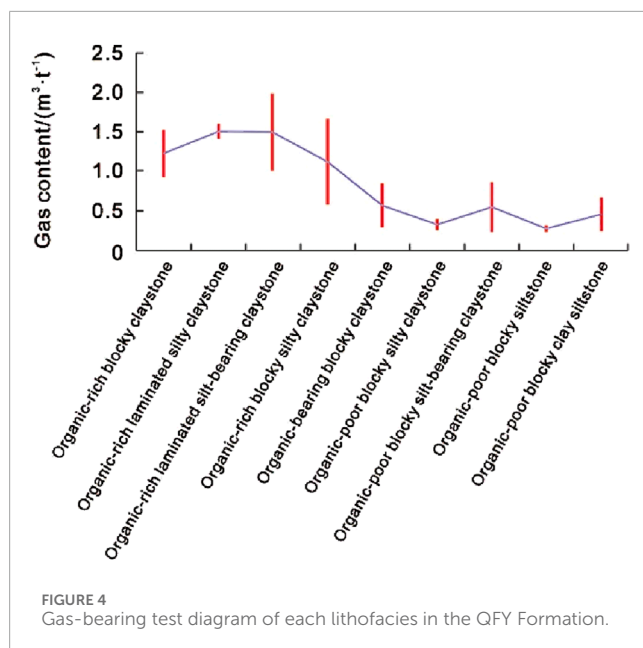 2.5
2.0
1.5
1.0
0.5
0
Gas content/(m³·t⁻¹)
Organic-rich blocky claystone
Organic-rich laminated silty claystone
Organic-rich laminated silt-bearing claystone
Organic-rich blocky silty claystone
Organic-bearing blocky claystone
Organic-poor blocky silty claystone
Organic-poor blocky silt-bearing claystone
Organic-poor blocky siltstone
Organic-poor blocky clay siltstone
FIGURE 4
Gas-bearing test diagram of each lithofacies in the QFY Formation.